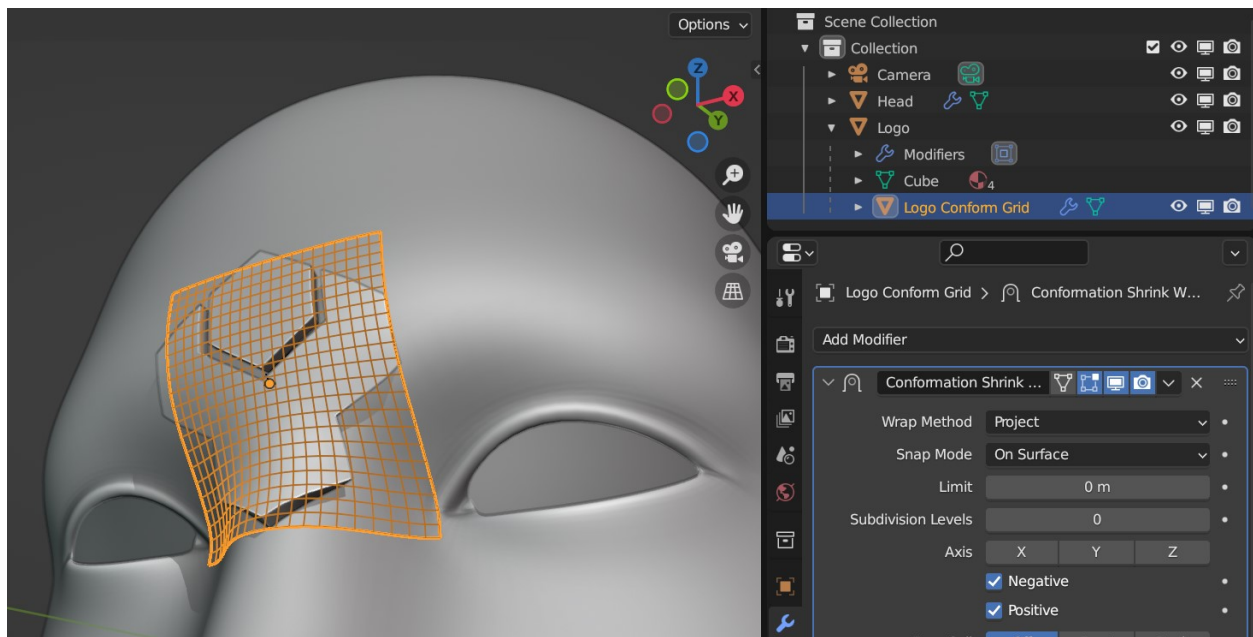 Options
Z
X
Y
Scene Collection
Collection
Camera
Head
Logo
Modifiers
Cube
4
Logo Conform Grid
Logo Conform Grid > Conformation Shrink W...
Add Modifier
Conformation Shrink ...
Wrap Method Project
Snap Mode On Surface
Limit 0 m
Subdivision Levels 0
Axis X Y Z
Negative
Positive